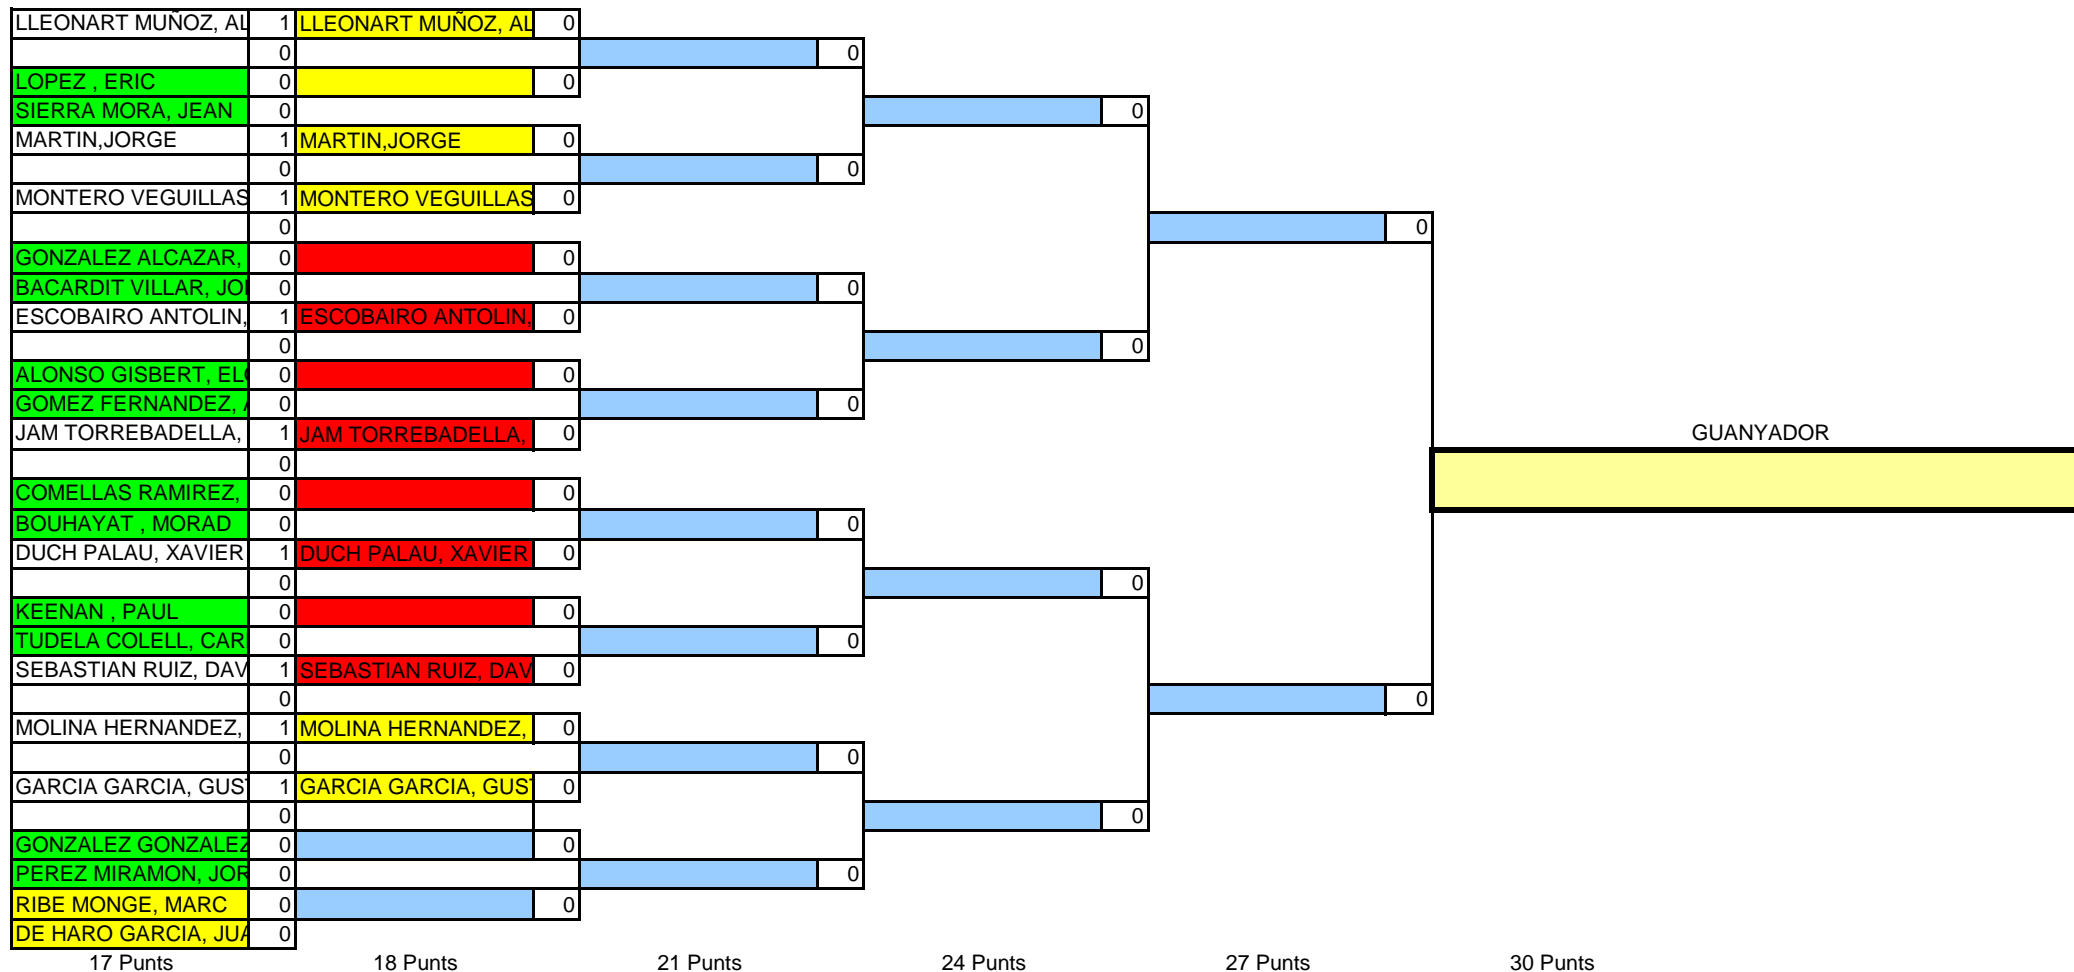 LLEONART MUÑOZ, AL 1 LLEONART MUÑOZ, AL 0
0 0
LOPEZ , ERIC 0 0
SIERRA MORA, JEAN 0 0
MARTIN,JORGE 1 MARTIN,JORGE 0
0 0
MONTERO VEGUILLAS 1 MONTERO VEGUILLAS 0
0 0
GONZALEZ ALCAZAR, 0 0
BACARDIT VILLAR, JO 0 0
ESCOBAIRO ANTOLIN, 1 ESCOBAIRO ANTOLIN, 0
0 0
ALONSO GISBERT, EL 0 0
GOMEZ FERNANDEZ, 0 0
JAM TORREBADELLA, 1 JAM TORREBADELLA, 0 GUANYADOR
0
COMELLAS RAMIREZ, 0 0
BOUHAYAT , MORAD 0 0
DUCH PALAU, XAVIER 1 DUCH PALAU, XAVIER 0
0 0
KEENAN , PAUL 0 0
TUDELA COLELL, CAR 0 0
SEBASTIAN RUIZ, DAV 1 SEBASTIAN RUIZ, DAV 0
0 0
MOLINA HERNANDEZ, 1 MOLINA HERNANDEZ, 0
0 0
GARCIA GARCIA, GUS 1 GARCIA GARCIA, GUS 0
0 0
GONZALEZ GONZALEZ 0 0
PEREZ MIRAMON, JOR 0 0
RIBE MONGE, MARC 0 0
DE HARO GARCIA, JUA 0
17 Punts 18 Punts 21 Punts 24 Punts 27 Punts 30 Punts